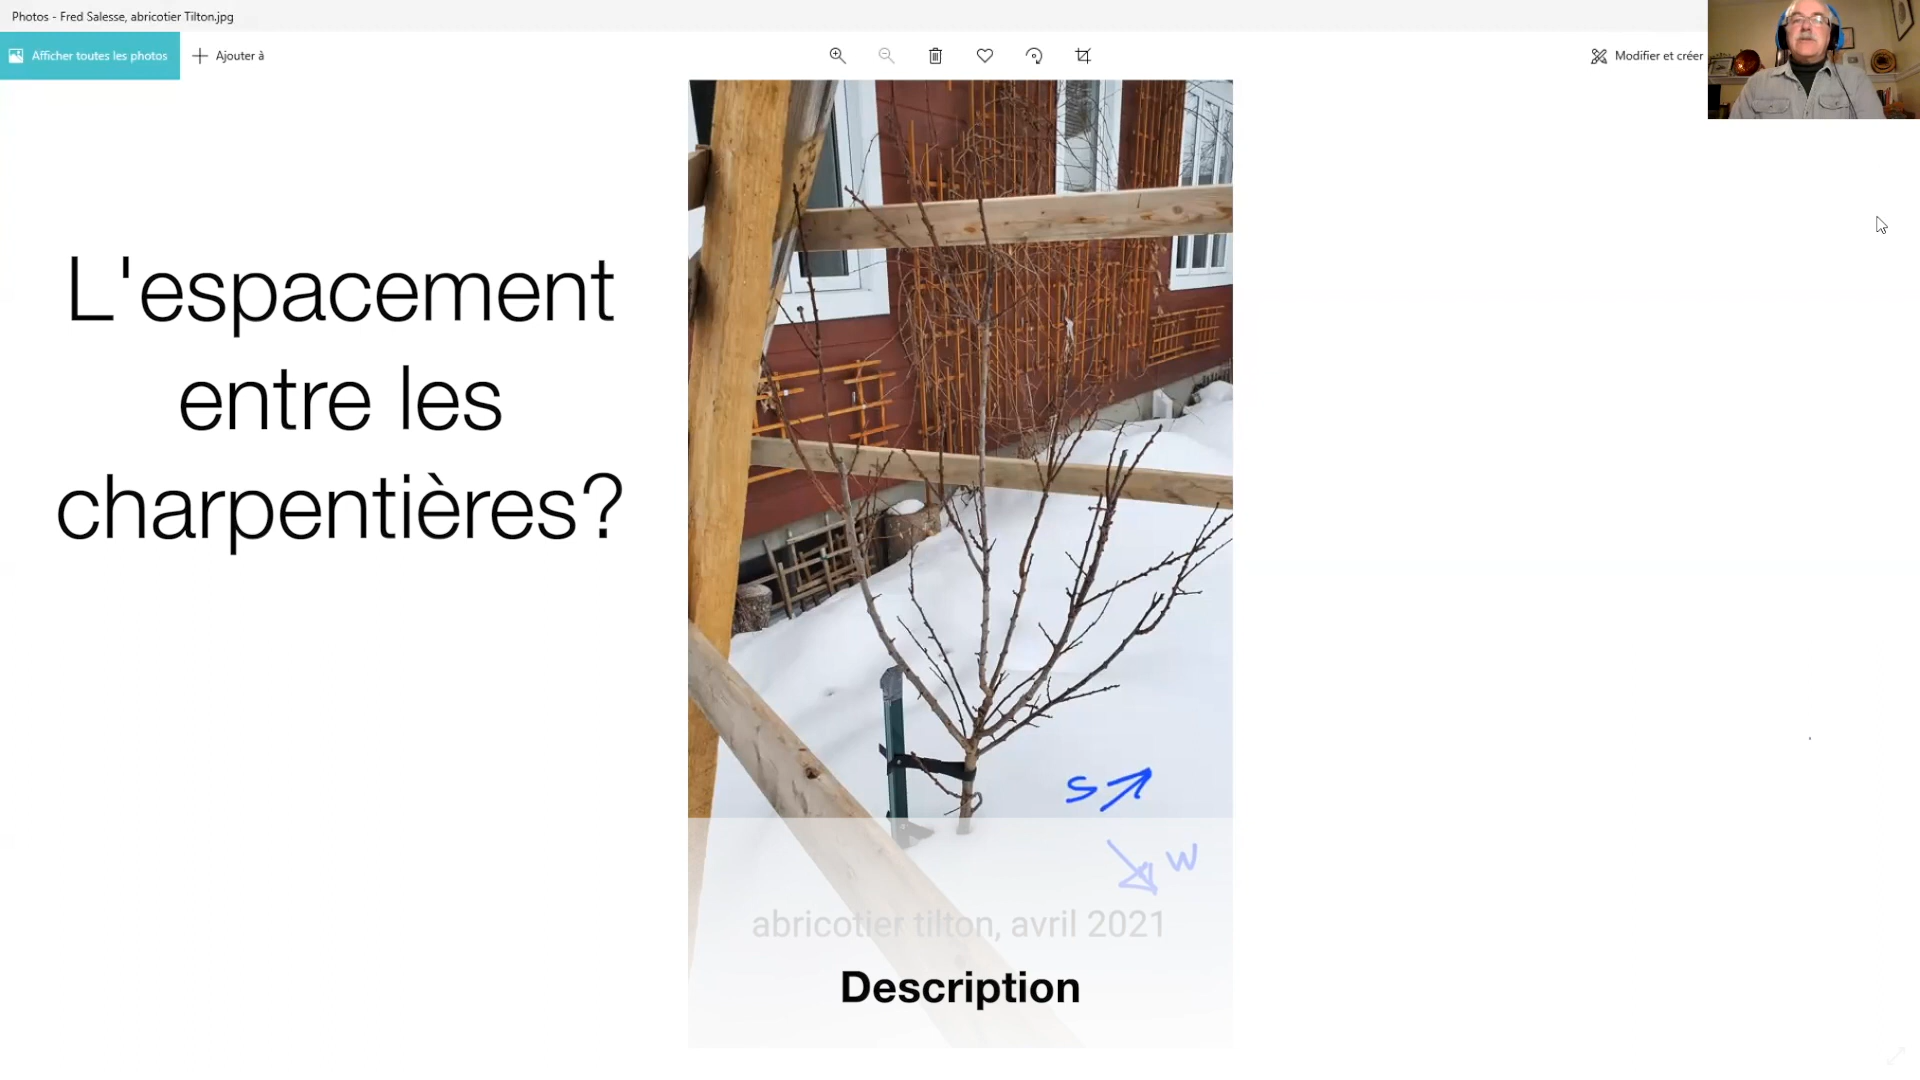 Photos - Fred Salesse, abricotier Tilton.jpg
Afficher toutes les photos
Ajouter à
Modifier et créer
L'espacement
entre les
charpentières?
S
W
abricotier tilton, avril 2021
Description